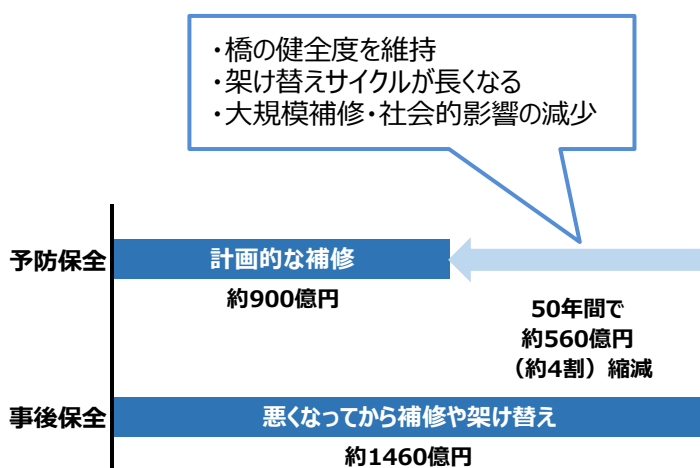 ・橋の健全度を維持
・架け替えサイクルが長くなる
・大規模補修・社会的影響の減少
予防保全
計画的な補修
約900億円
50年間で
約560億円
（約4割）縮減
事後保全
悪くなってから補修や架け替え
約1460億円